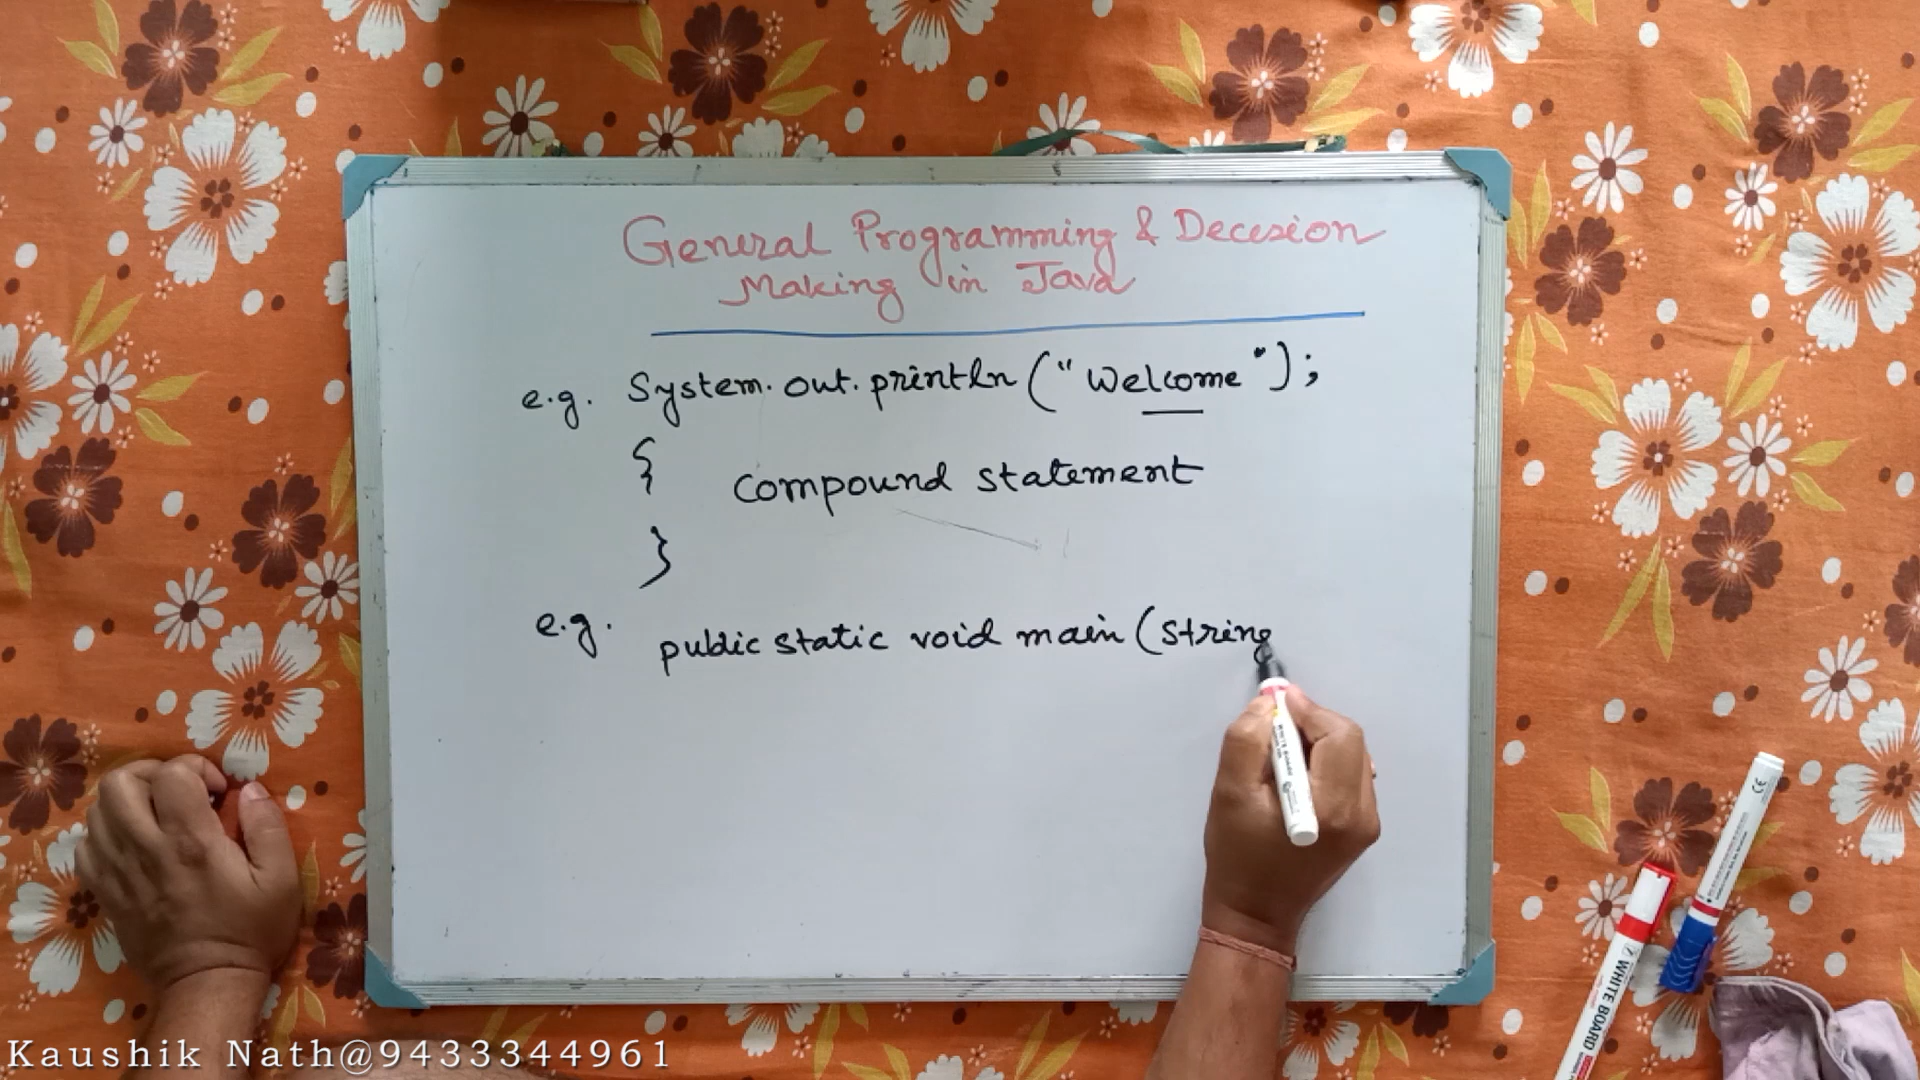 General Programming & Decesion
Making in Java
e.g. System.out.println ("Welcome");
{
compound statement
}
e.g. public static void main (string
WHITE BOARD
Kaushik Nath@9433344961